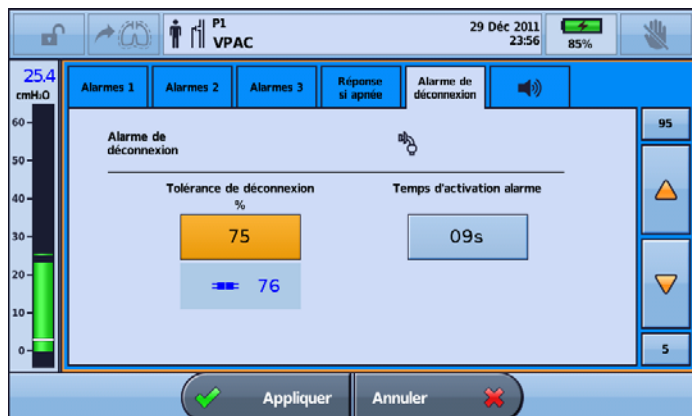 P1
VPAC
29 Déc 2011
23:56
85%
25.4
cmH₂O
Alarmes 1
Alarmes 2
Alarmes 3
Réponse
si apnée
Alarme de
déconnexion
60
50
40
30
20
10
0
Alarme de
déconnexion
Tolérance de déconnexion
%
75
76
Temps d'activation alarme
09s
95
5
Appliquer
Annuler